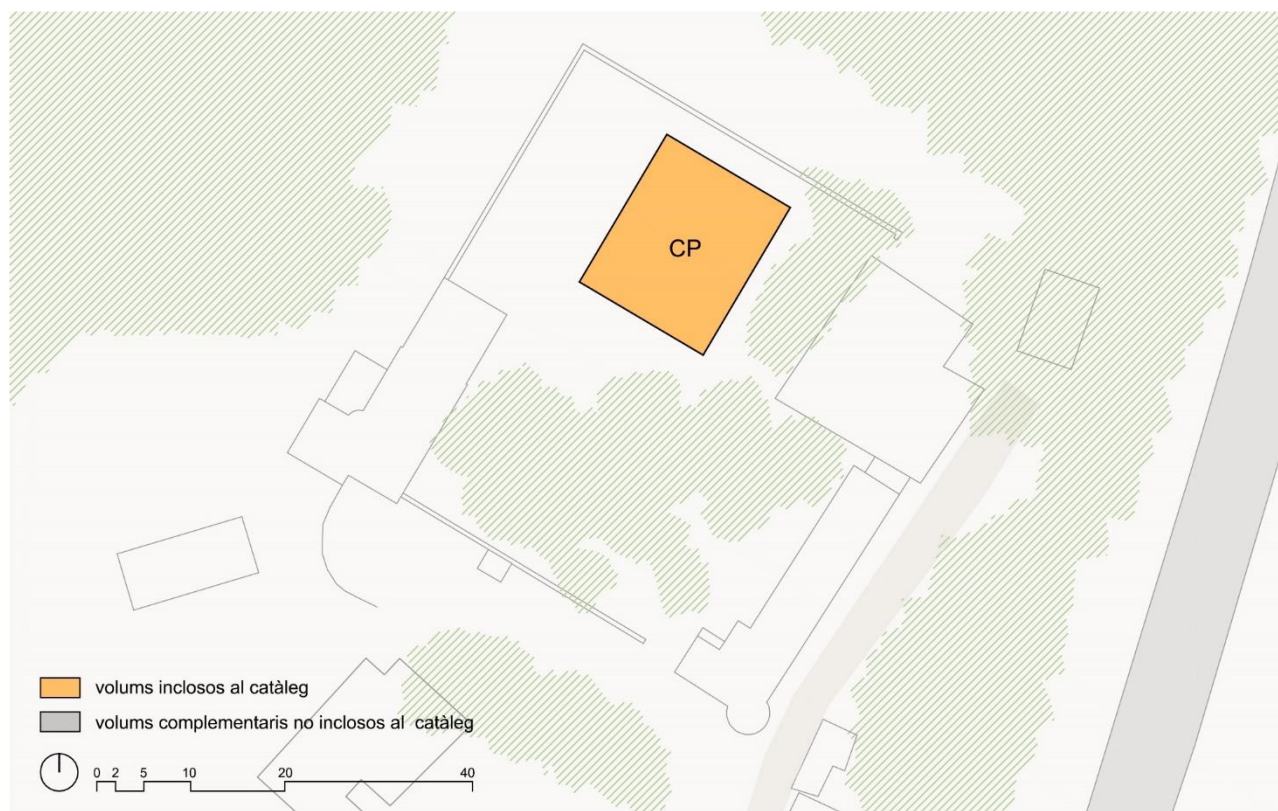 CP
volums inclosos al catàleg
volums complementaris no inclosos al catàleg
0 2 5 10 20 40